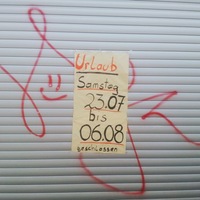 Urlaub
Samstag
23.07
bis
06.08
geschlossen